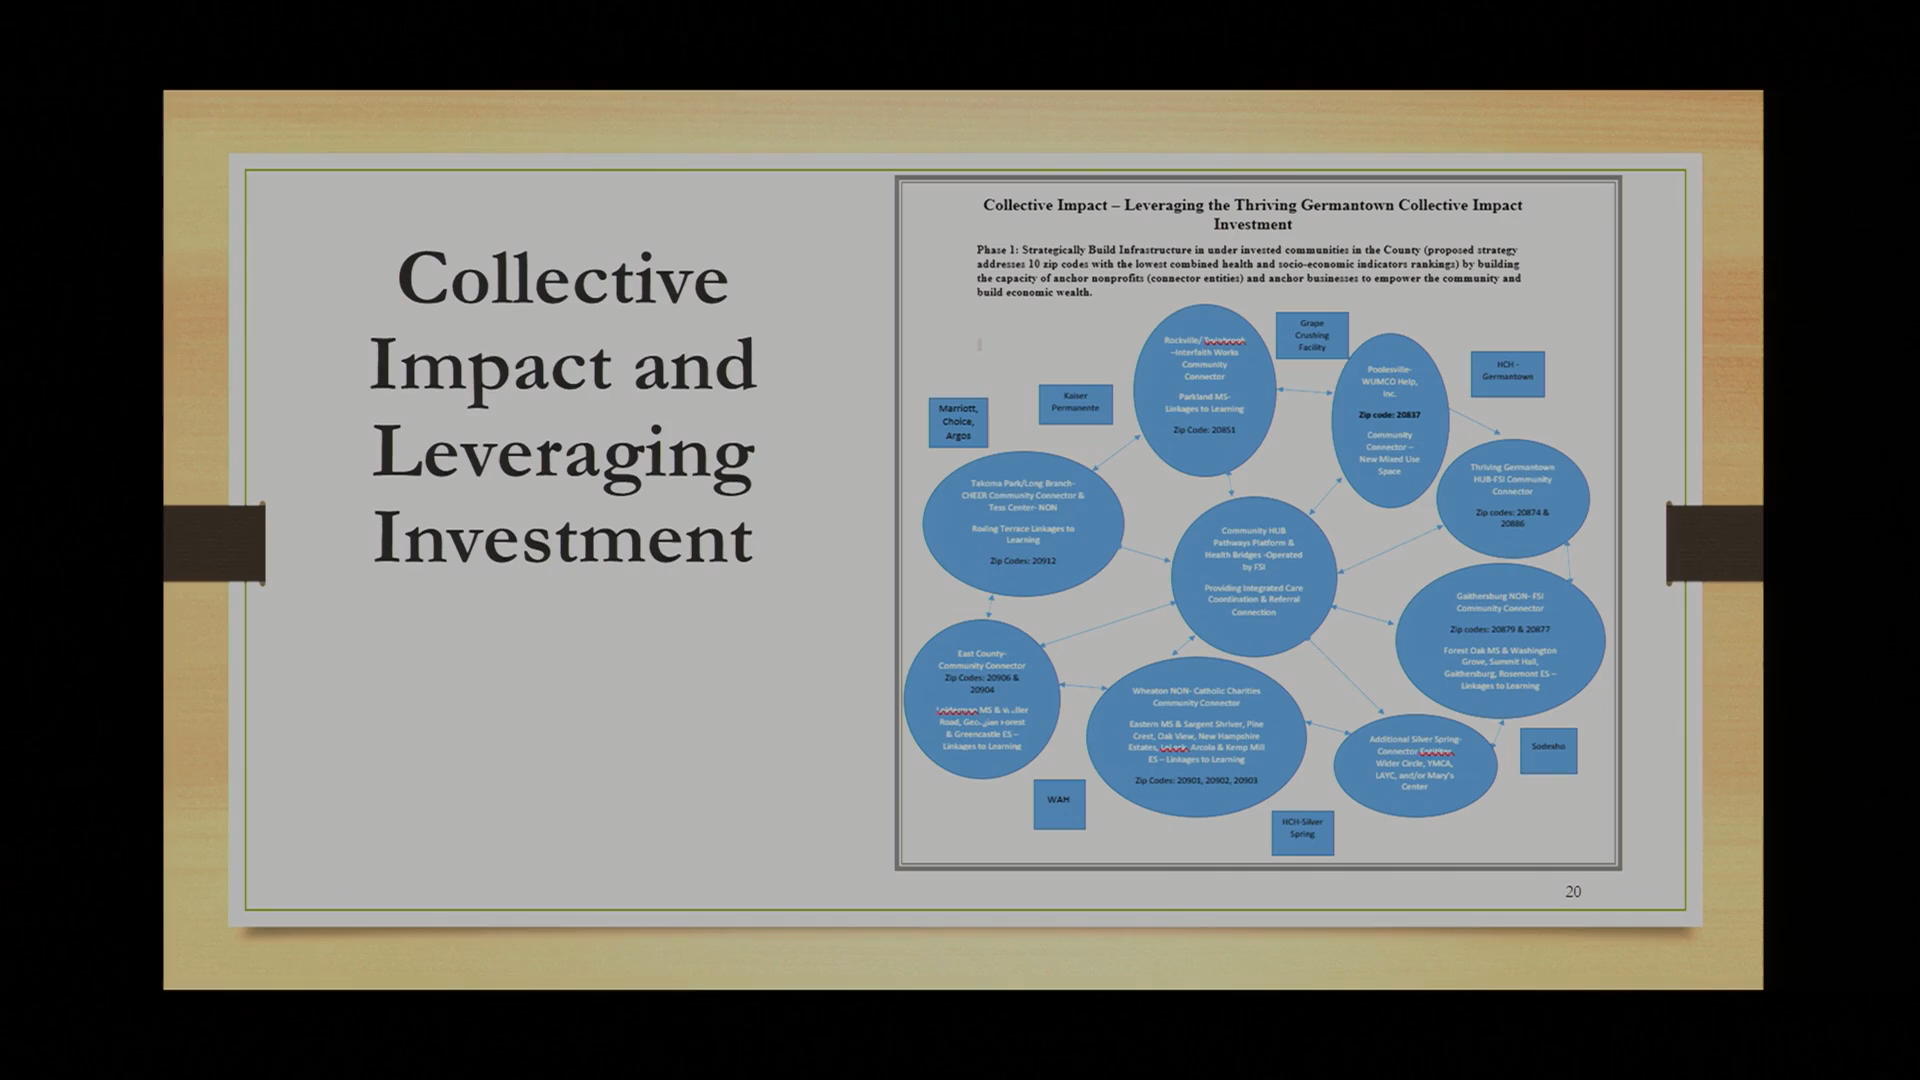 Collective
Impact and
Leveraging
Investment
Collective Impact – Leveraging the Thriving Germantown Collective Impact
Investment
Phase 1: Strategically Build Infrastructure in under invested communities in the County (proposed strategy
addresses 10 zip codes with the lowest combined health and socio-economic indicators rankings) by building
the capacity of anchor nonprofits (connector entities) and anchor businesses to empower the community and
build economic wealth.
Rockville/
–Interfaith Works
Community
Connector
Parkland MS-
Linkages to Learning
Zip Code: 20851
Grape
Crushing
Facility
Poolesville-
WUMCO Help,
Inc.
Zip code: 20837
Community
Connector –
New Mixed Use
Space
HCH -
Germantown
Kaiser
Permanente
Marriott,
Choice,
Argos
Takoma Park/Long Branch-
CHEER Community Connector &
Tess Center- NON
Rolling Terrace Linkages to
Learning
Zip Codes: 20912
Thriving Germantown
HUB-FSI Community
Connector
Zip codes: 20874 &
20886
Community HUB
Pathways Platform &
Health Bridges -Operated
by FSI
Providing Integrated Care
Coordination & Referral
Connection
Gaithersburg NON- FSI
Community Connector
Zip codes: 20879 & 20877
Forest Oak MS & Washington
Grove, Summit Hall,
Gaithersburg, Rosemont ES –
Linkages to Learning
East County-
Community Connector
Zip Codes: 20906 &
20904
MS &
Road, Georgian Forest
& Greencastle ES –
Linkages to Learning
Wheaton NON- Catholic Charities
Community Connector
Eastern MS & Sargent Shriver, Pine
Crest, Oak View, New Hampshire
Estates, Arcola & Kemp Mill
ES – Linkages to Learning
Zip Codes: 20901, 20902, 20903
Additional Silver Spring-
Connector
Wider Circle, YMCA,
LAYC, and/or Mary's
Center
Sodexho
WAH
HCH-Silver
Spring
20